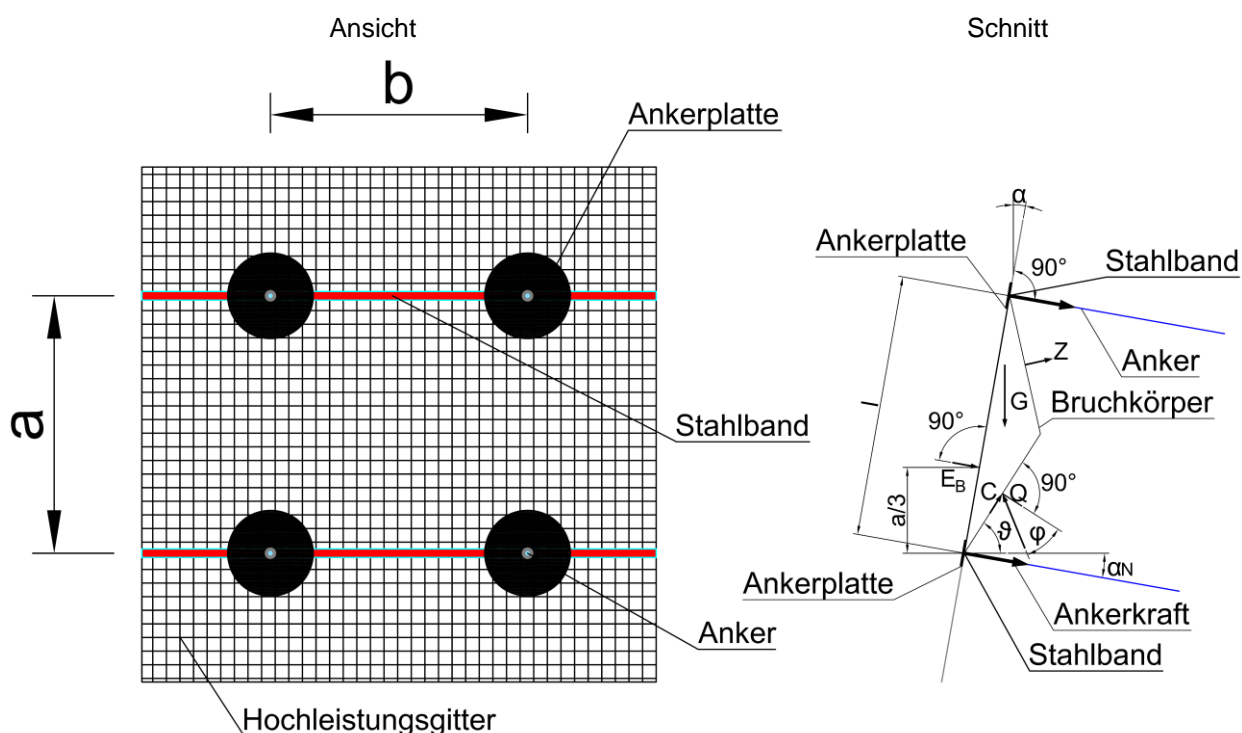 Ansicht
Schnitt
b
Ankerplatte
a
Stahlband
Anker
Hochleistungsgitter
α
90°
Ankerplatte
Stahlband
Z
Anker
G
Bruchkörper
l
90°
E_B
a/3
C
Q
90°
ϑ
φ
α_N
Ankerplatte
Ankerkraft
Stahlband